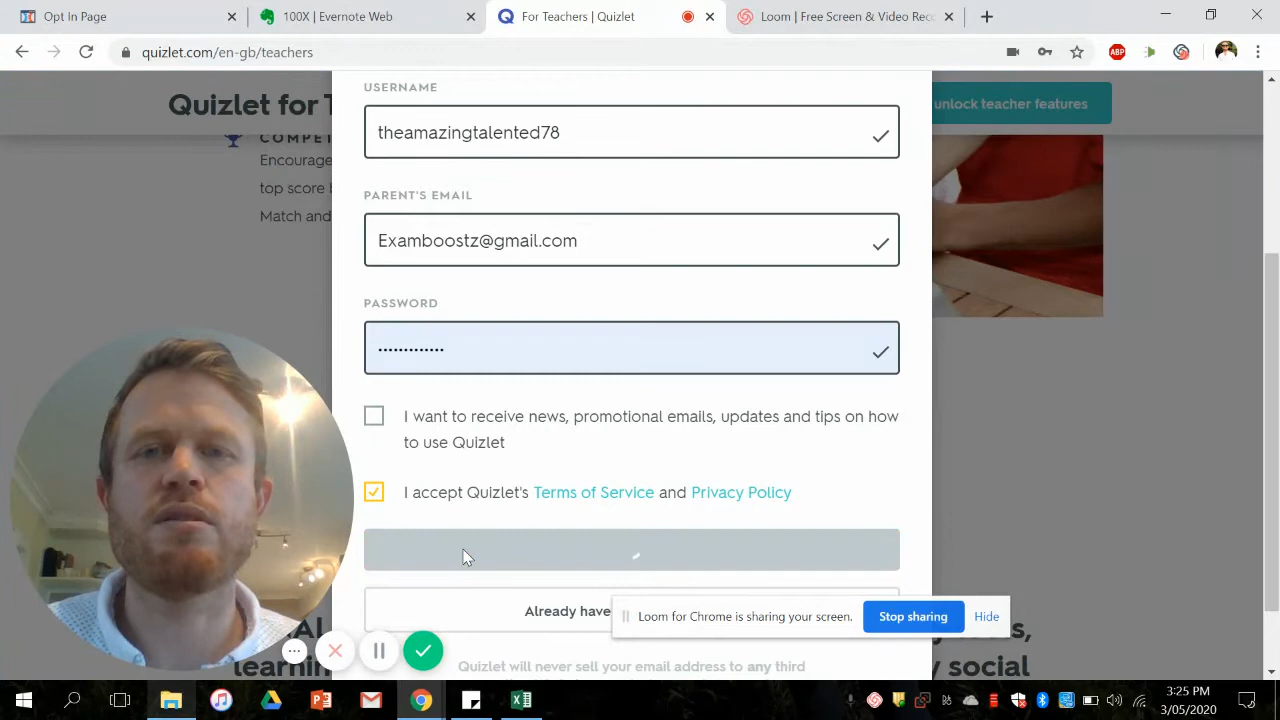 Opt In Page
100X | Evernote Web
For Teachers | Quizlet
Loom | Free Screen & Video Rec
quizlet.com/en-gb/teachers
ABP
Quizlet for T
unlock teacher features
COMPET
Encourage
top score
Match and
USERNAME
theamazingtalented78
PARENT'S EMAIL
Examboostz@gmail.com
PASSWORD
I want to receive news, promotional emails, updates and tips on how
to use Quizlet
I accept Quizlet's Terms of Service and Privacy Policy
Already have
Loom for Chrome is sharing your screen.
Stop sharing
Hide
learning
social
Quizlet will never sell your email address to any third
3:25 PM
3/05/2020